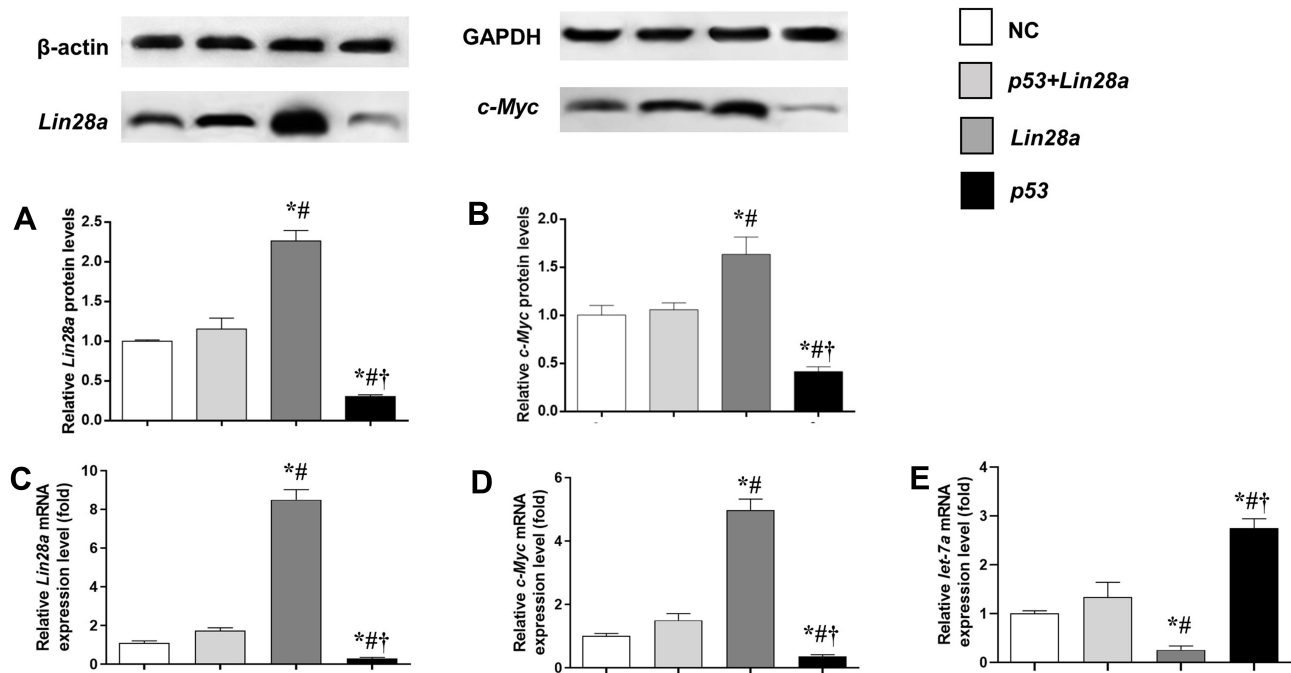 β-actin
Lin28a
GAPDH
c-Myc
NC
p53+Lin28a
Lin28a
p53
A
Relative Lin28a protein levels
2.5
2.0
1.5
1.0
0.5
0.0
*#
*#†
B
Relative c-Myc protein levels
2.0
1.5
1.0
0.5
0.0
*#
*#†
C
Relative Lin28a mRNA
expression level (fold)
10
8
6
4
2
0
*#
*#†
D
Relative c-Myc mRNA
expression level (fold)
6
4
2
0
*#
*#†
E
Relative let-7a mRNA
expression level (fold)
4
3
2
1
0
*#
*#†